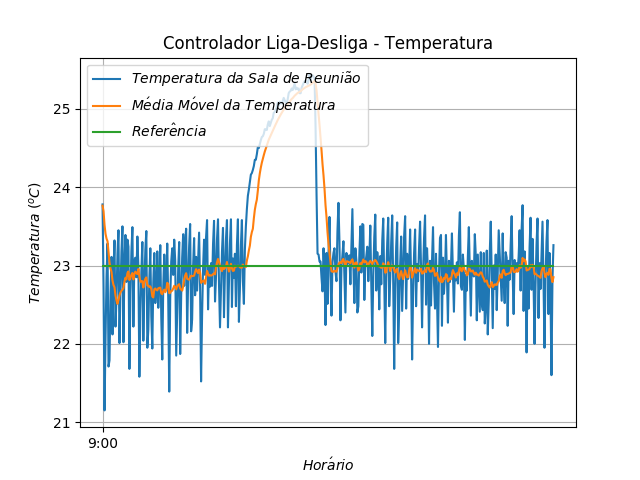 Controlador Liga-Desliga - Temperatura
Temperatura da Sala de Reunião
Média Móvel da Temperatura
Referência
25
24
23
22
21
Temperatura (°C)
9:00
Horário